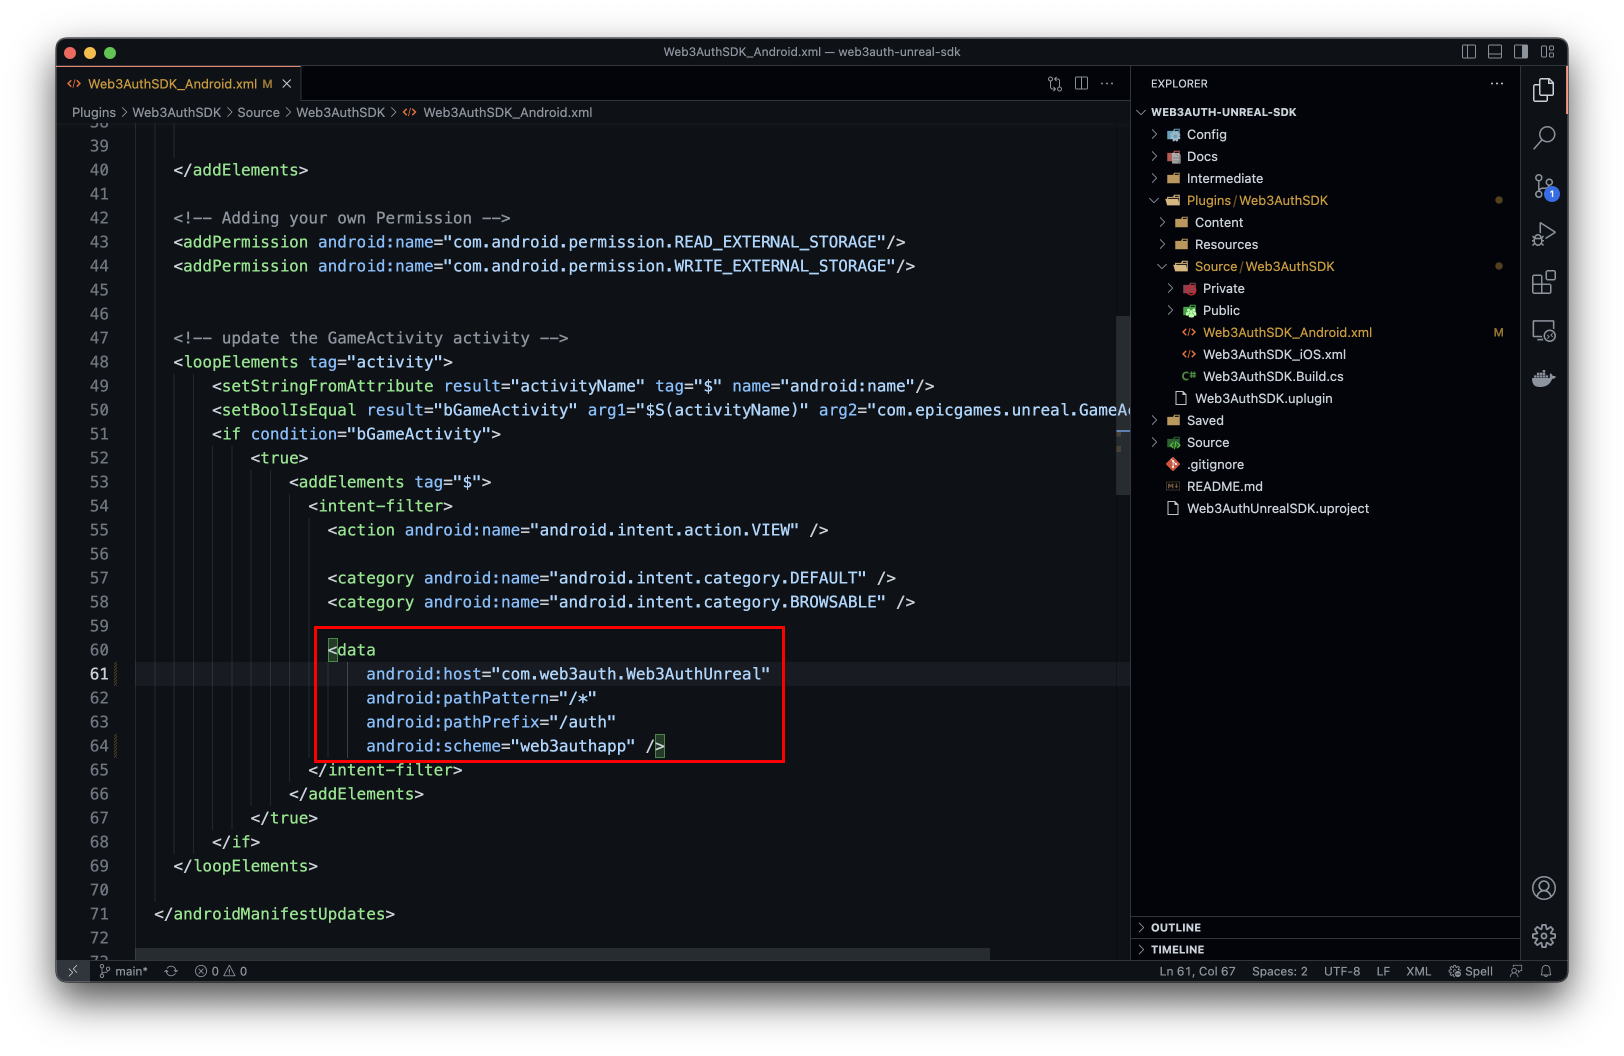 Web3AuthSDK_Android.xml — web3auth-unreal-sdk
Web3AuthSDK_Android.xml M
Plugins > Web3AuthSDK > Source > Web3AuthSDK > Web3AuthSDK_Android.xml
39
40 </addElements>
41
42 <!-- Adding your own Permission -->
43 <addPermission android:name="com.android.permission.READ_EXTERNAL_STORAGE"/>
44 <addPermission android:name="com.android.permission.WRITE_EXTERNAL_STORAGE"/>
45
46
47 <!-- update the GameActivity activity -->
48 <loopElements tag="activity">
49 <setStringFromAttribute result="activityName" tag="$" name="android:name"/>
50 <setBoolIsEqual result="bGameActivity" arg1="$S(activityName)" arg2="com.epicgames.unreal.GameA
51 <if condition="bGameActivity">
52 <true>
53 <addElements tag="$">
54 <intent-filter>
55 <action android:name="android.intent.action.VIEW" />
56
57 <category android:name="android.intent.category.DEFAULT" />
58 <category android:name="android.intent.category.BROWSABLE" />
59
60 <data
61 android:host="com.web3auth.Web3AuthUnreal"
62 android:pathPattern="/*"
63 android:pathPrefix="/auth"
64 android:scheme="web3authapp" />
65 </intent-filter>
66 </addElements>
67 </true>
68 </if>
69 </loopElements>
70
71 </androidManifestUpdates>
72
EXPLORER
WEB3AUTH-UNREAL-SDK
Config
Docs
Intermediate
Plugins/Web3AuthSDK
Content
Resources
Source/Web3AuthSDK
Private
Public
Web3AuthSDK_Android.xml M
Web3AuthSDK_iOS.xml
C# Web3AuthSDK.Build.cs
Web3AuthSDK.uplugin
Saved
Source
.gitignore
README.md
Web3AuthUnrealSDK.uproject
OUTLINE
TIMELINE
1
main* 0 0
Ln 61, Col 67 Spaces: 2 UTF-8 LF XML Spell